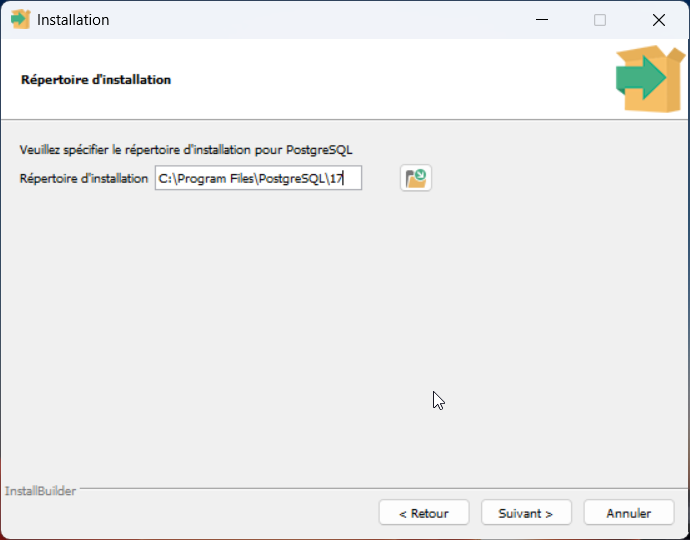 Installation
Répertoire d'installation
Veuillez spécifier le répertoire d'installation pour PostgreSQL
Répertoire d'installation C:\Program Files\PostgreSQL\17
InstallBuilder
< Retour Suivant > Annuler